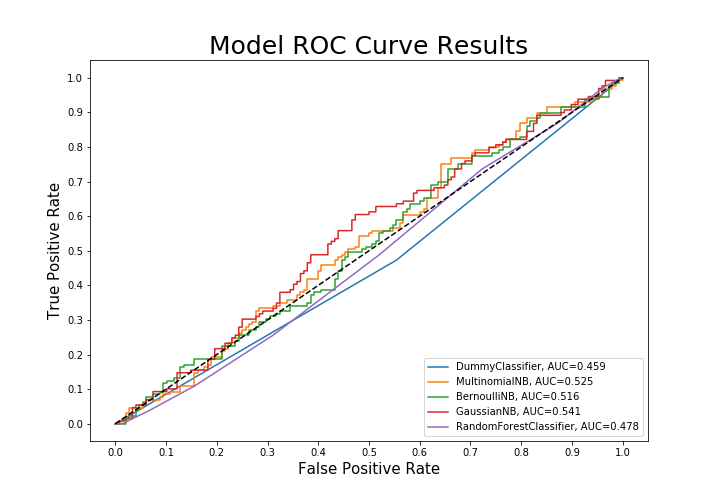 Model ROC Curve Results
True Positive Rate
1.0
0.9
0.8
0.7
0.6
0.5
0.4
0.3
0.2
0.1
0.0
DummyClassifier, AUC=0.459
MultinomialNB, AUC=0.525
BernoulliNB, AUC=0.516
GaussianNB, AUC=0.541
RandomForestClassifier, AUC=0.478
0.0 0.1 0.2 0.3 0.4 0.5 0.6 0.7 0.8 0.9 1.0
False Positive Rate